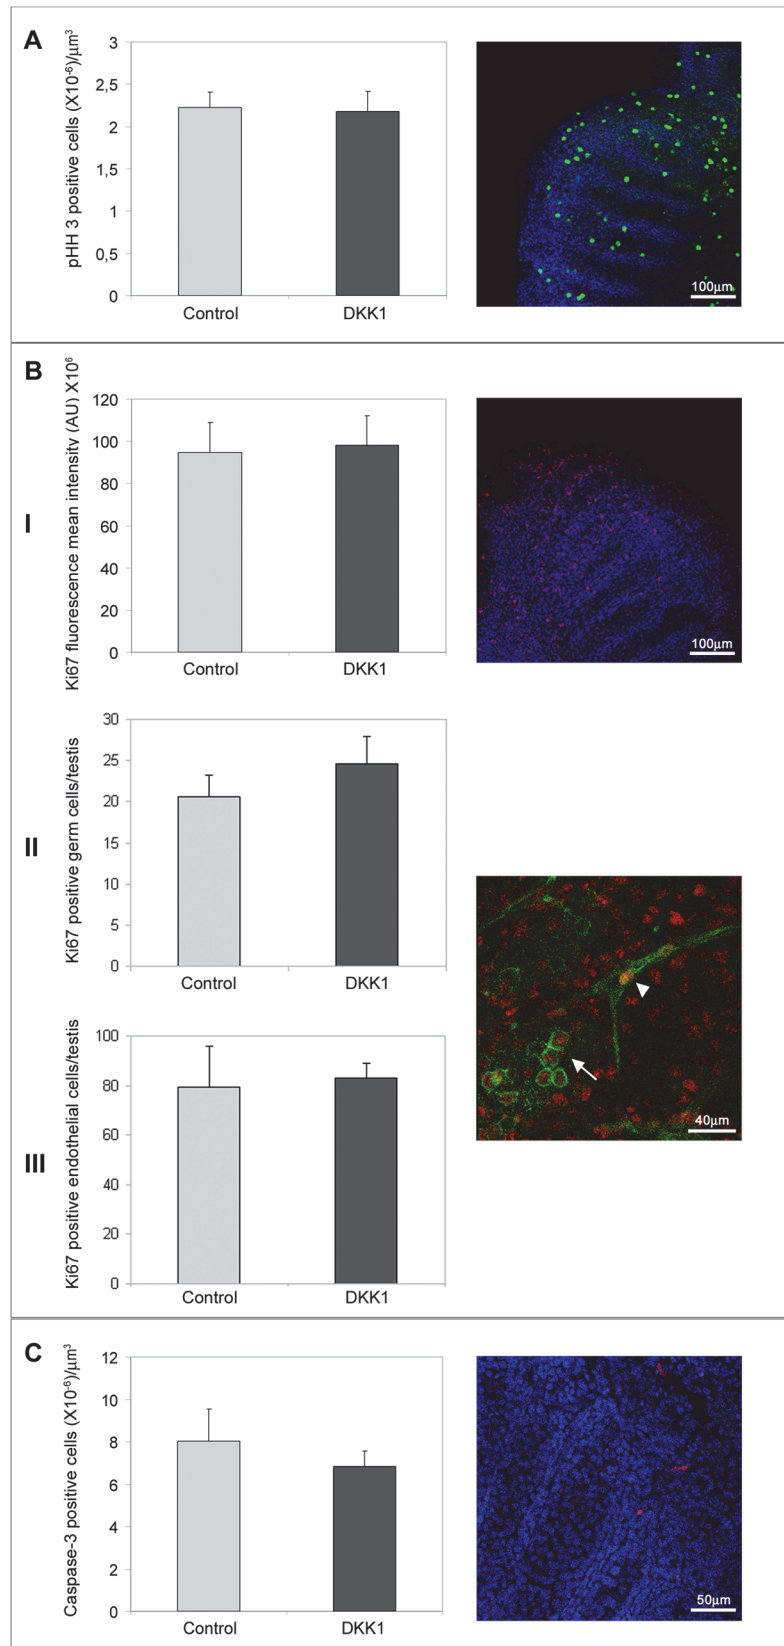 A
pHH 3 positive cells (X10⁻⁶)/μm³
3
2,5
2
1,5
1
0,5
0
Control
DKK1
100μm
B
I
Ki67 fluorescence mean intensity (AU) X10⁶
120
100
80
60
40
20
0
Control
DKK1
100μm
II
Ki67 positive germ cells/testis
30
25
20
15
10
5
0
Control
DKK1
40μm
III
Ki67 positive endothelial cells/testis
100
80
60
40
20
0
Control
DKK1
C
Caspase-3 positive cells (X10⁻⁶)/μm³
12
10
8
6
4
2
0
Control
DKK1
50μm